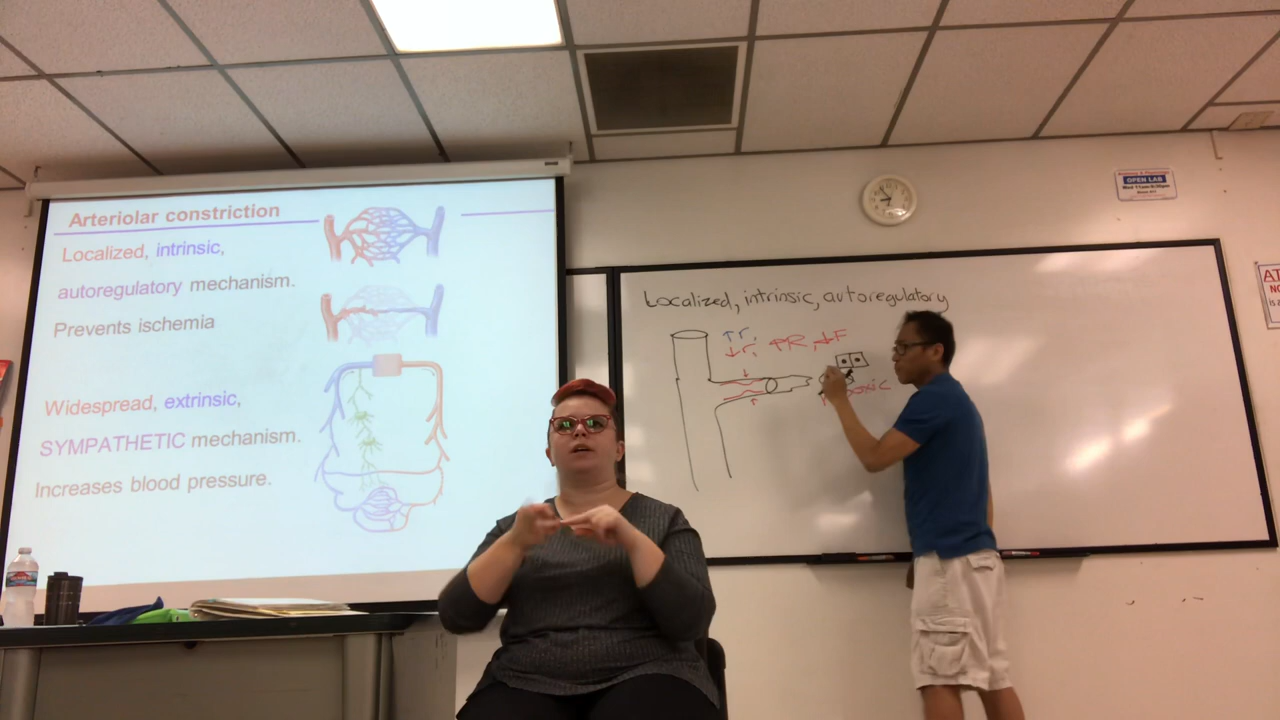 Arteriolar constriction
Localized, intrinsic,
autoregulatory mechanism.
Prevents ischemia
Widespread, extrinsic,
SYMPATHETIC mechanism.
Increases blood pressure.
Localized, intrinsic, autoregulatory
↑r,
↓r, ↑R, ↓F
OPEN LAB